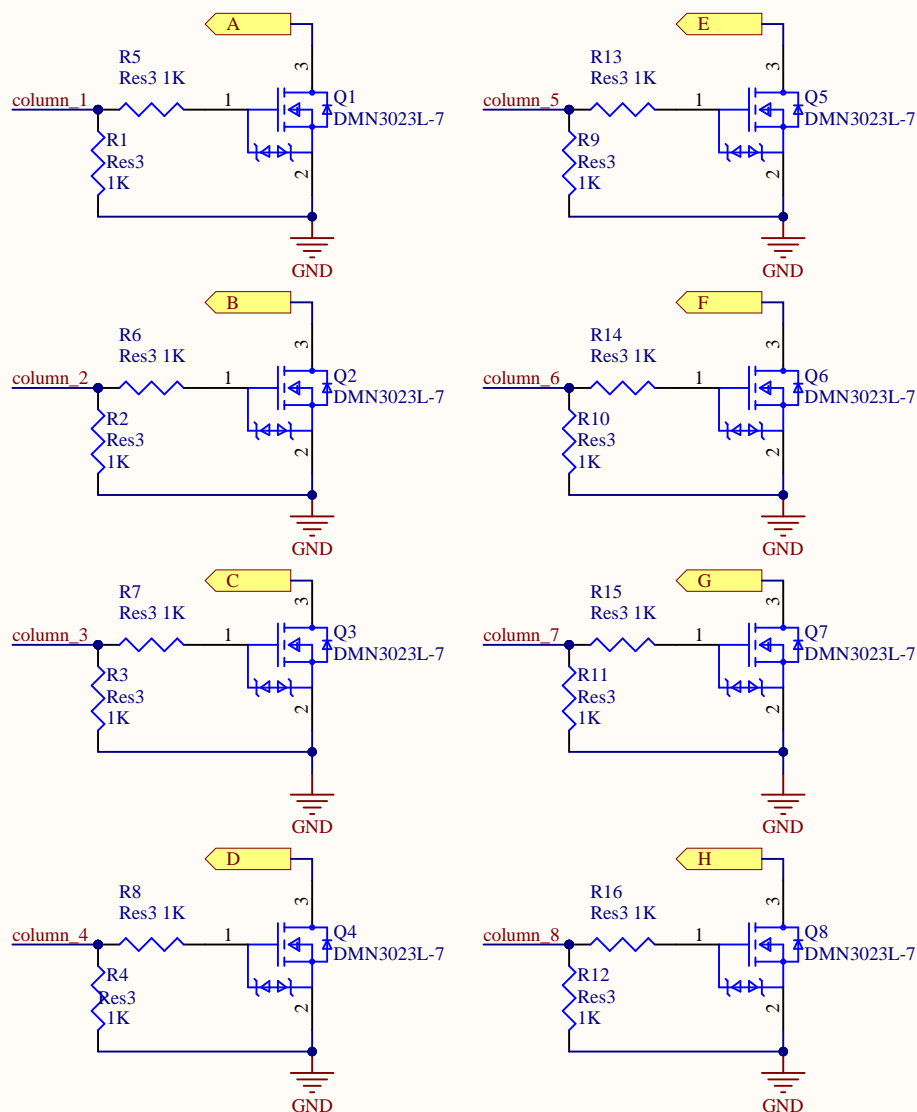 A
R5
Res3 1K
column_1
1
3
Q1
DMN3023L-7
R1
Res3
1K
2
GND
E
R13
Res3 1K
column_5
1
3
Q5
DMN3023L-7
R9
Res3
1K
2
GND
B
R6
Res3 1K
column_2
1
3
Q2
DMN3023L-7
R2
Res3
1K
2
GND
F
R14
Res3 1K
column_6
1
3
Q6
DMN3023L-7
R10
Res3
1K
2
GND
C
R7
Res3 1K
column_3
1
3
Q3
DMN3023L-7
R3
Res3
1K
2
GND
G
R15
Res3 1K
column_7
1
3
Q7
DMN3023L-7
R11
Res3
1K
2
GND
D
R8
Res3 1K
column_4
1
3
Q4
DMN3023L-7
R4
Res3
1K
2
GND
H
R16
Res3 1K
column_8
1
3
Q8
DMN3023L-7
R12
Res3
1K
2
GND